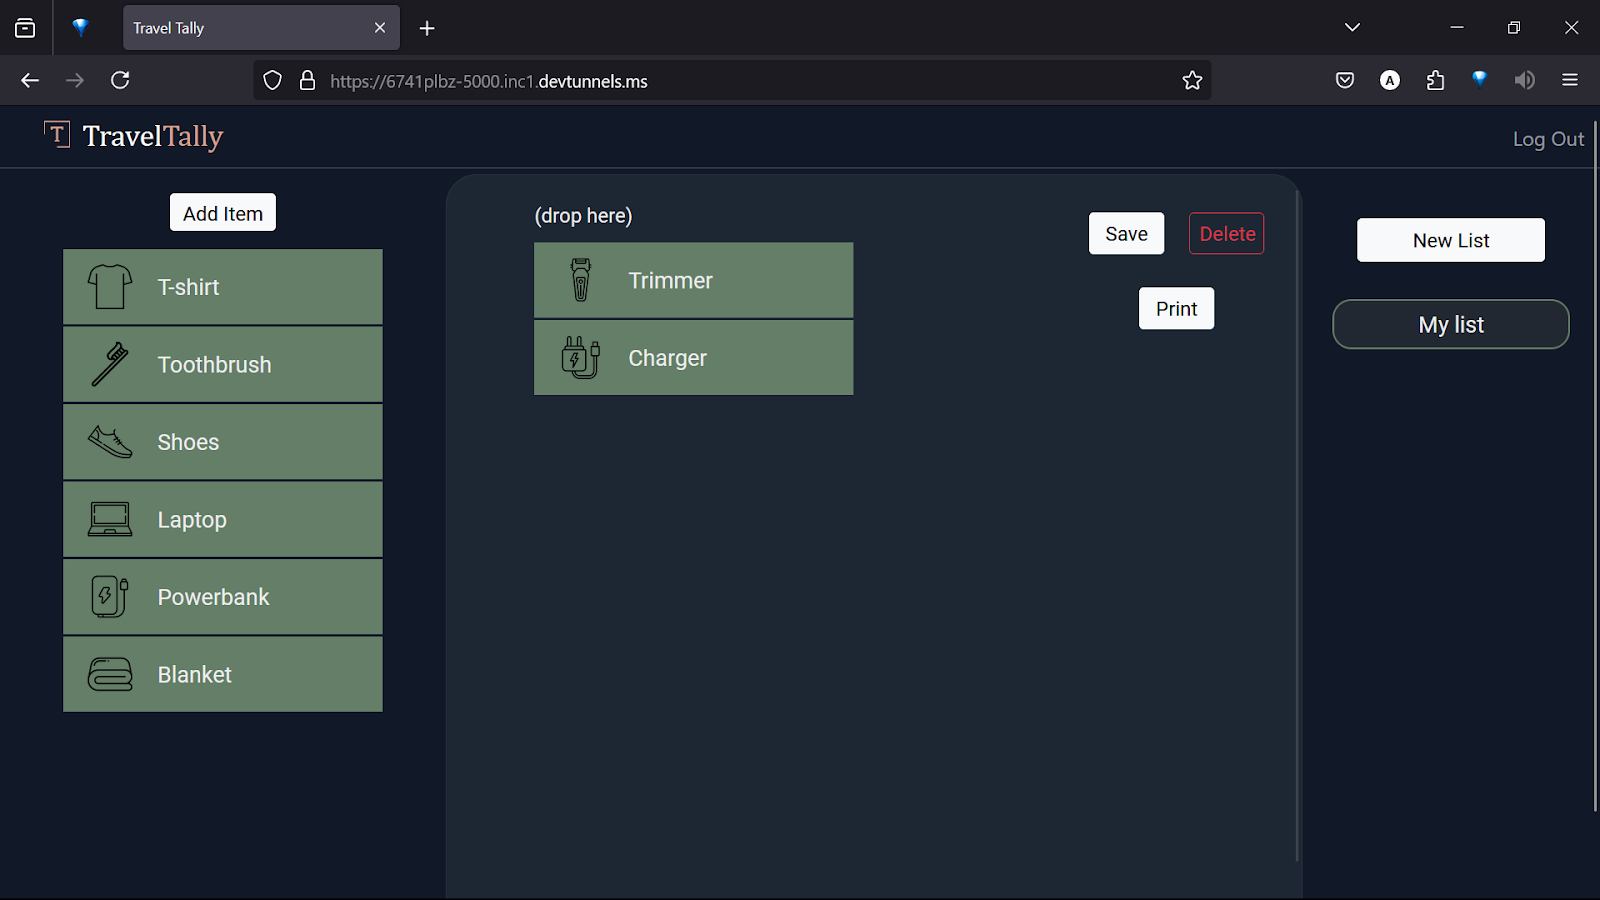 Travel Tally
https://6741plbz-5000.inc1.devtunnels.ms
A
T TravelTally
Log Out
Add Item
T-shirt
Toothbrush
Shoes
Laptop
Powerbank
Blanket
(drop here)
Trimmer
Charger
Save
Delete
Print
New List
My list